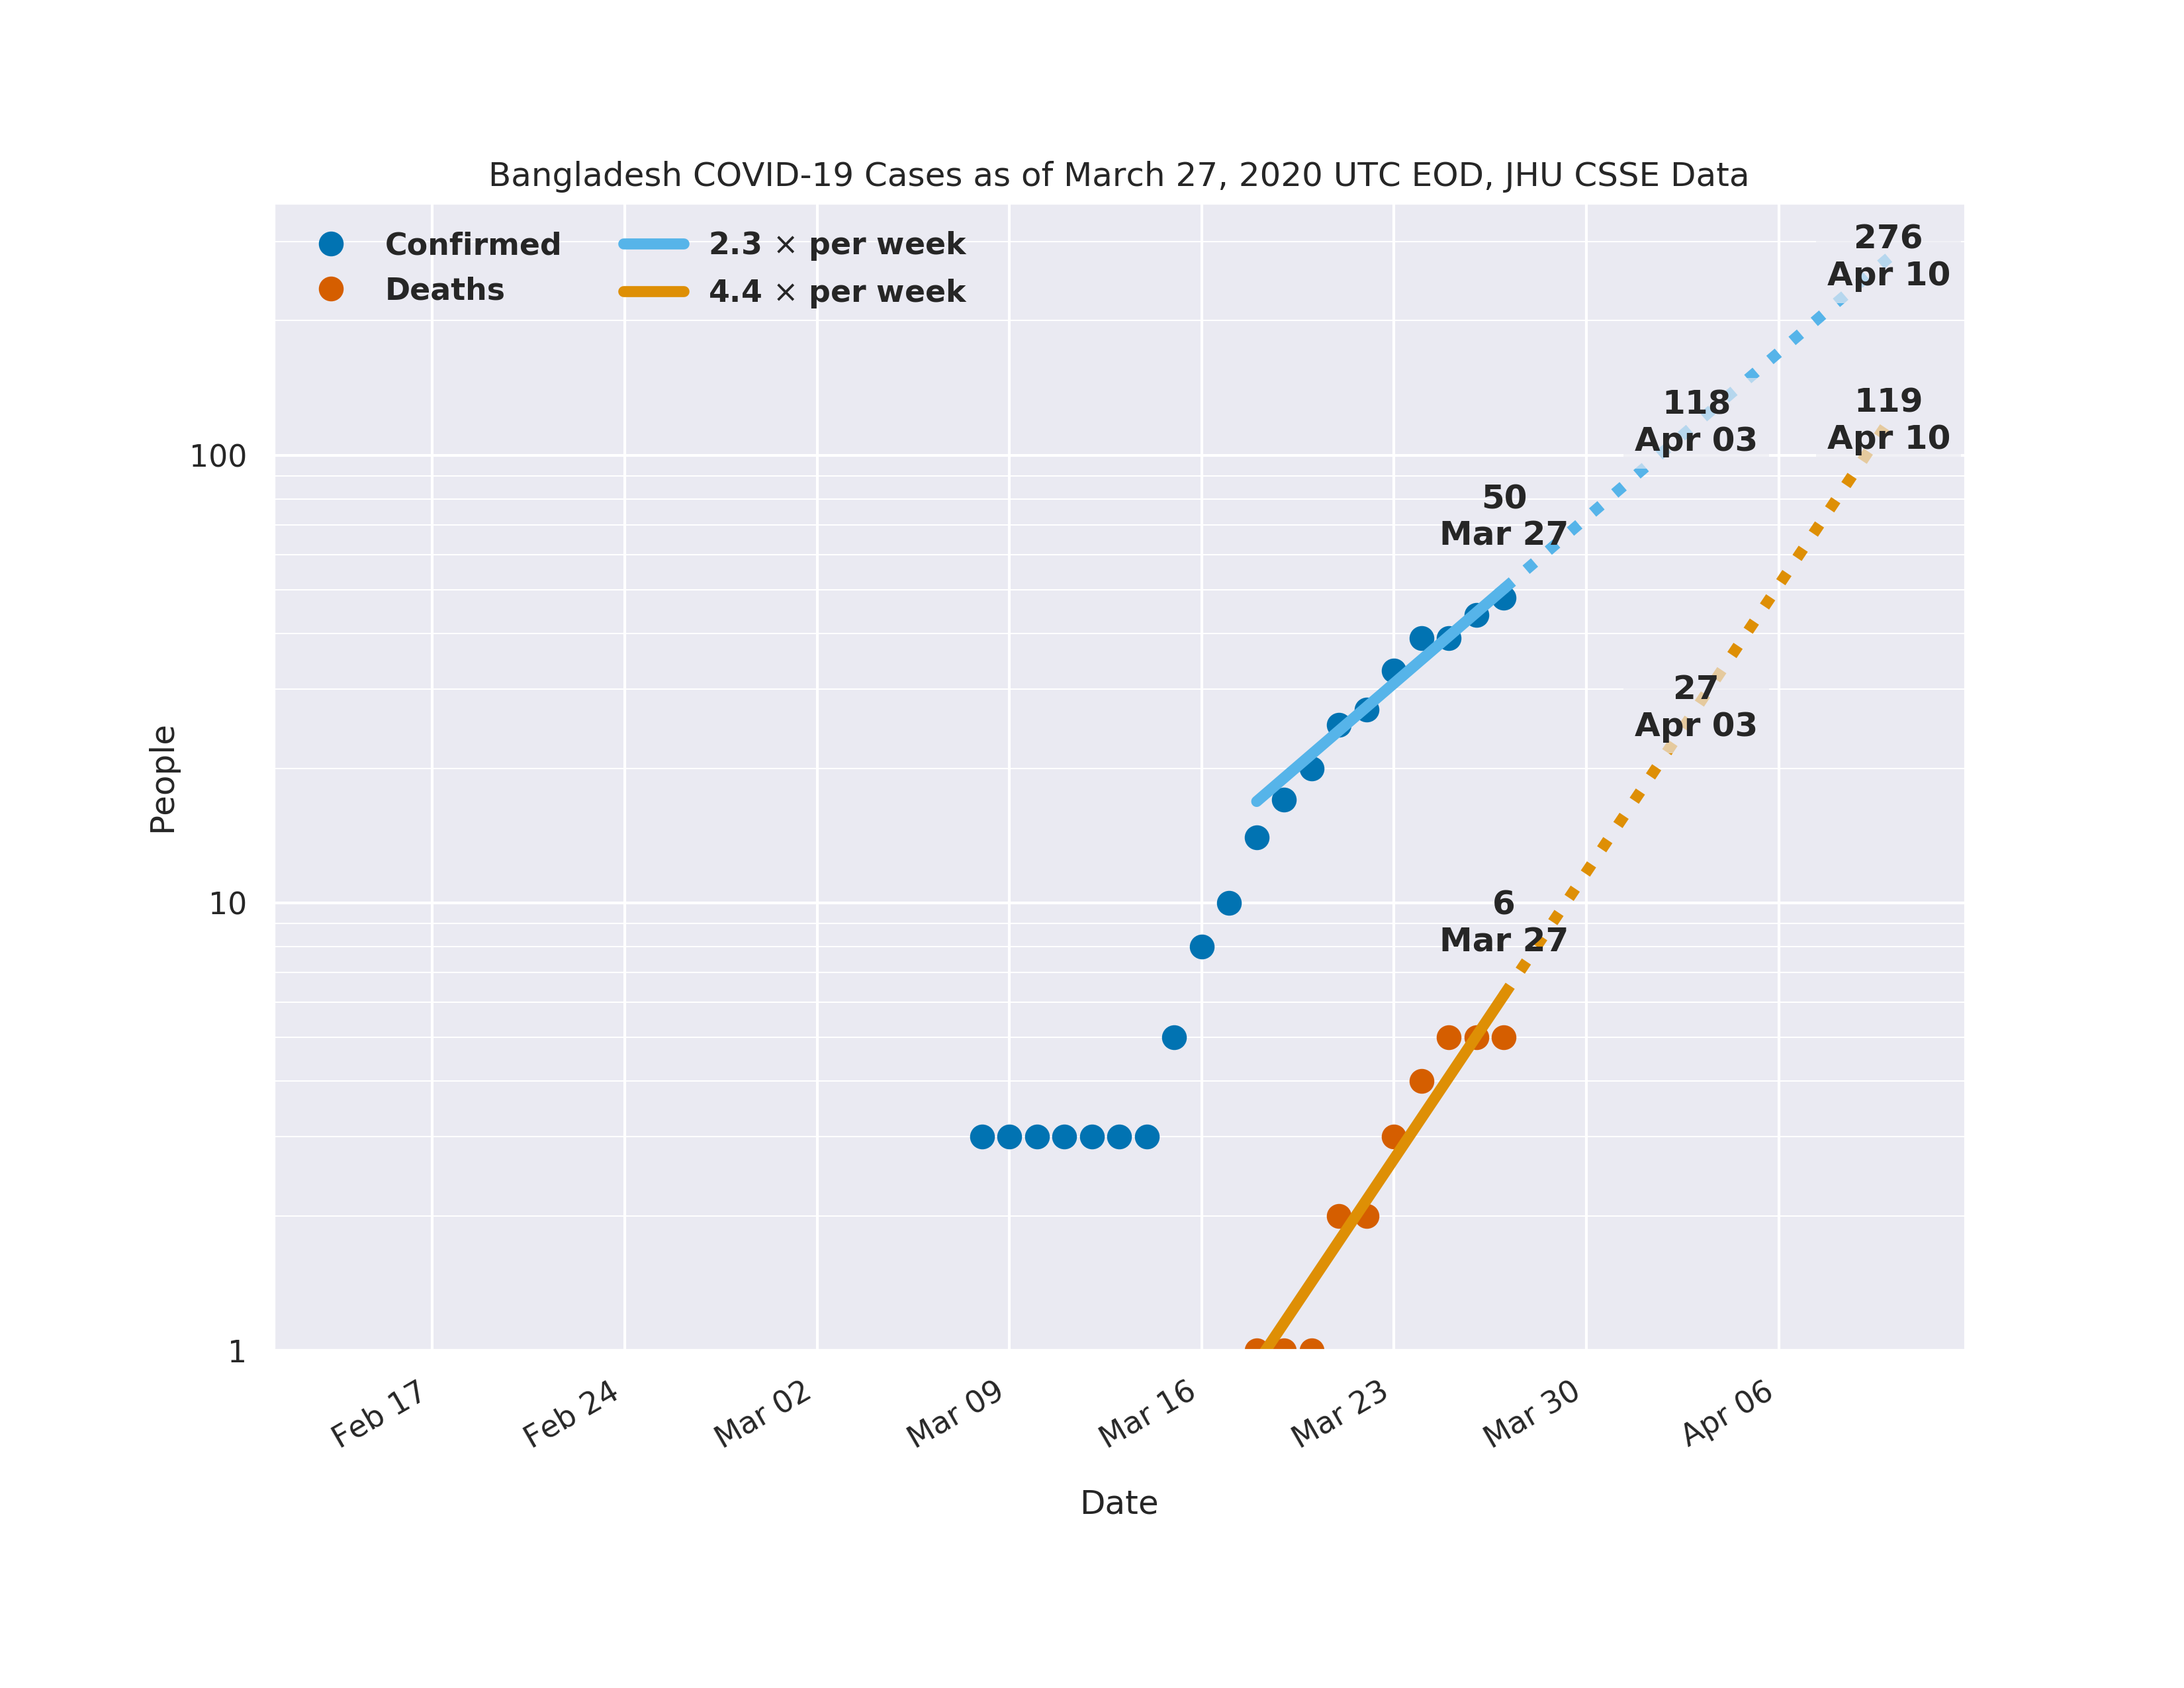 Bangladesh COVID-19 Cases as of March 27, 2020 UTC EOD, JHU CSSE Data
Confirmed
Deaths
2.3 × per week
4.4 × per week
276
Apr 10
118
Apr 03
119
Apr 10
50
Mar 27
27
Apr 03
6
Mar 27
People
100
10
1
Feb 17
Feb 24
Mar 02
Mar 09
Mar 16
Mar 23
Mar 30
Apr 06
Date